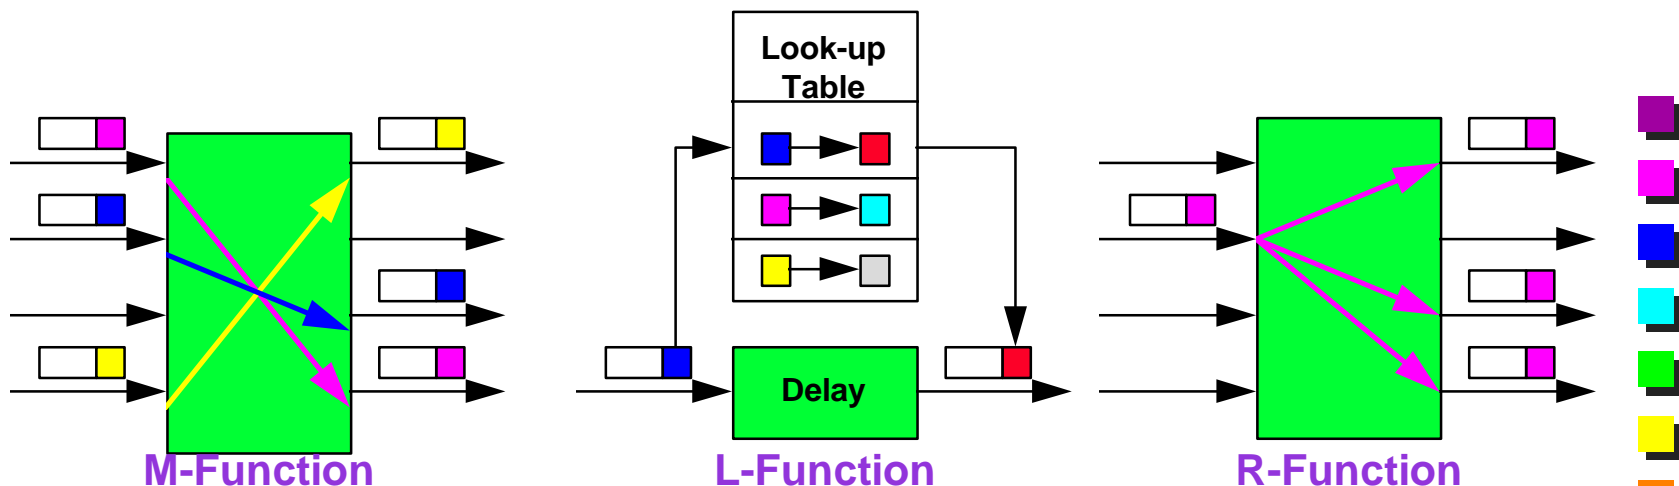 Look-up
Table
Delay
M-Function
L-Function
R-Function